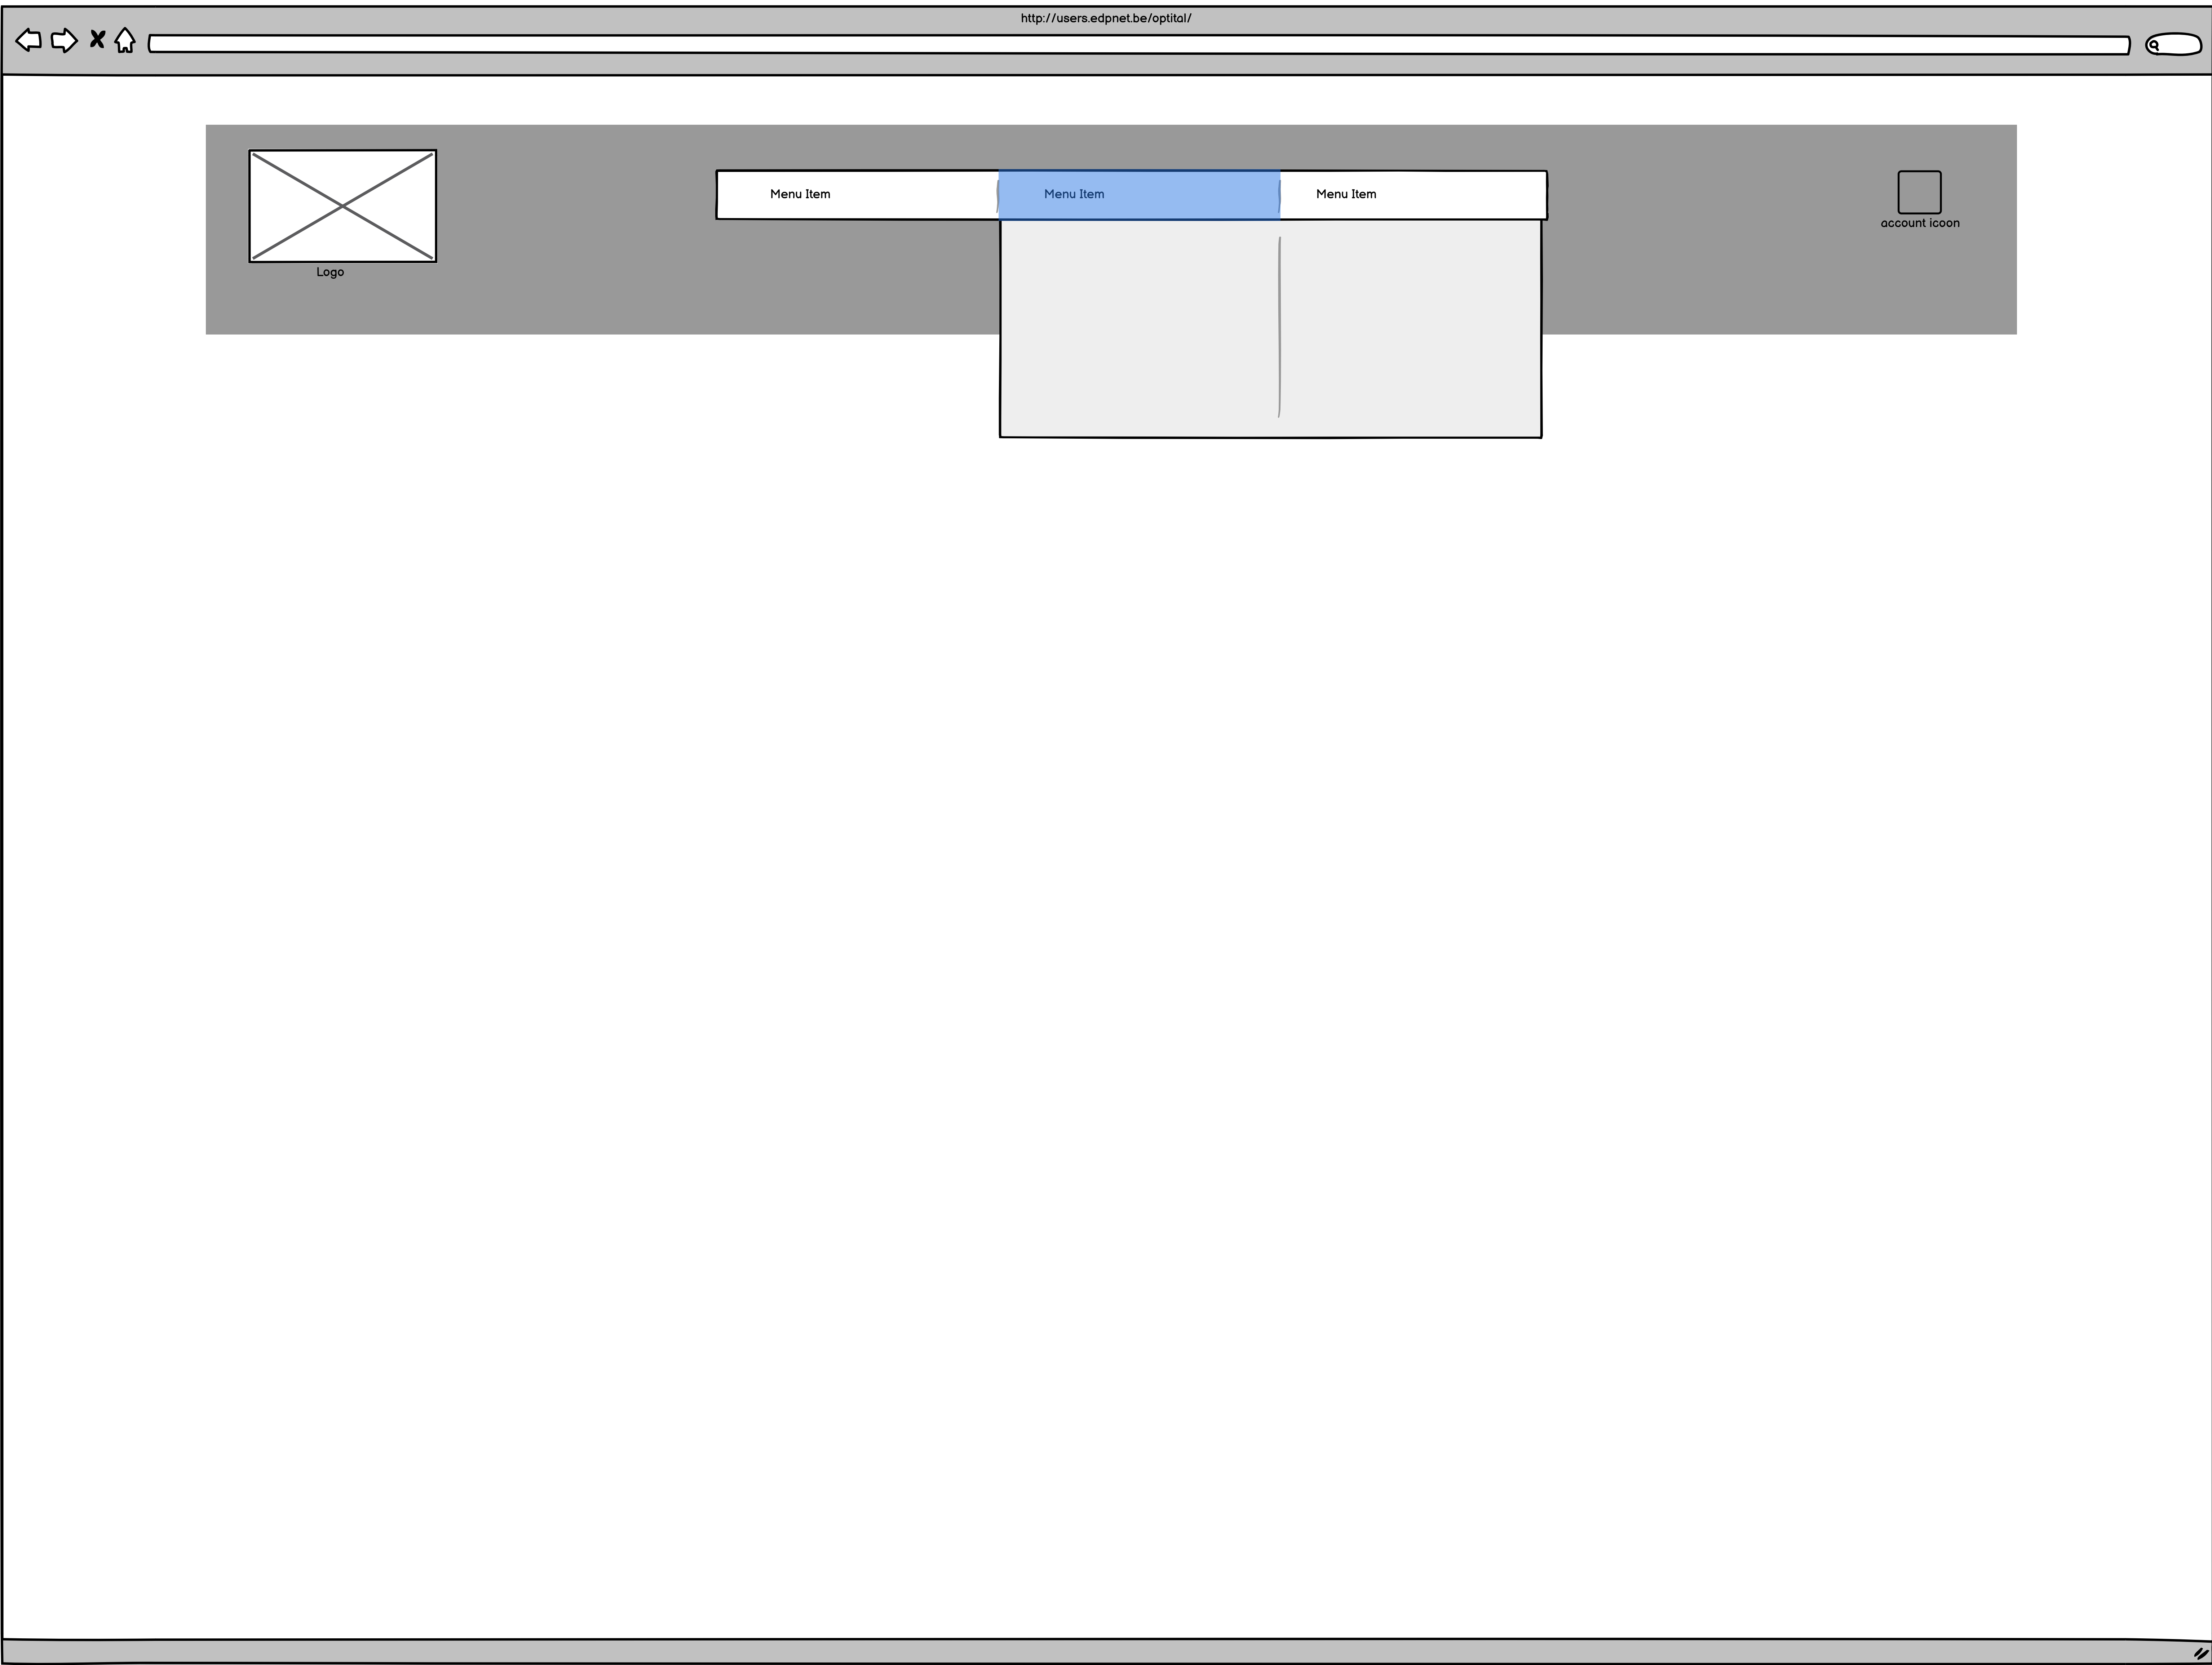 http://users.edpnet.be/optital/
Menu Item
Menu Item
Menu Item
account icoon
Logo